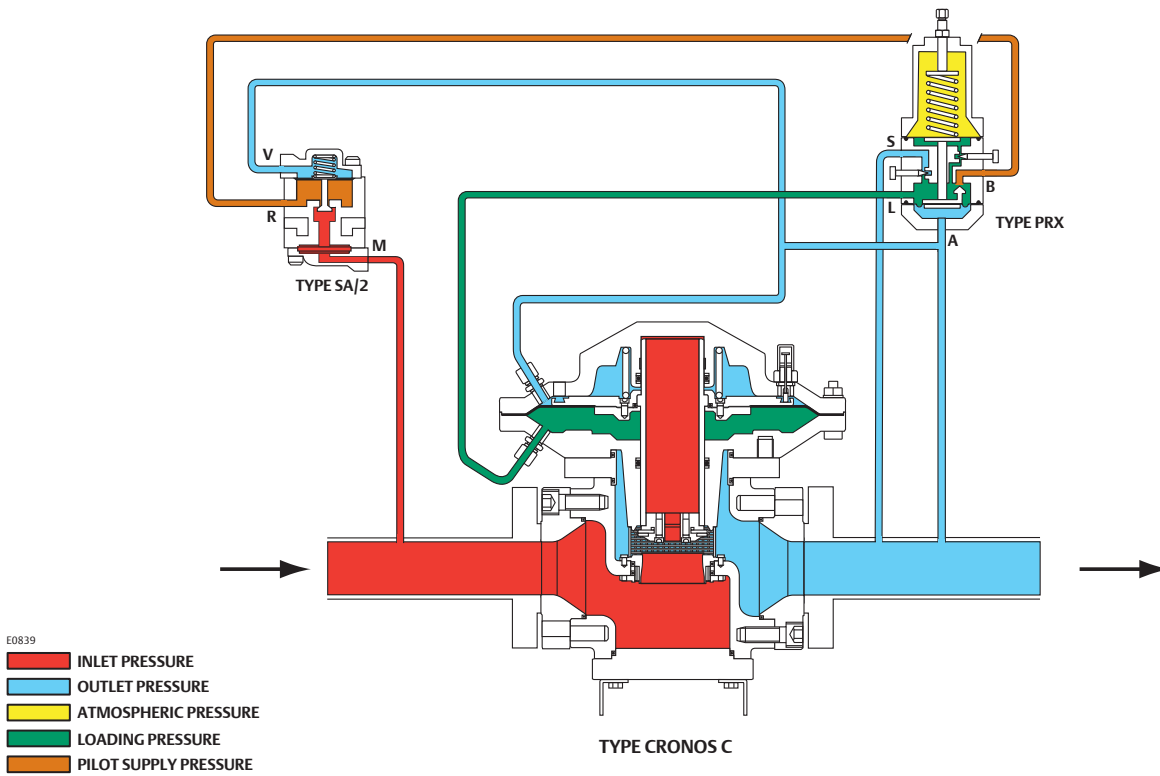 S
V
B
R
L
TYPE PRX
M
A
TYPE SA/2
E0839
INLET PRESSURE
OUTLET PRESSURE
ATMOSPHERIC PRESSURE
LOADING PRESSURE
PILOT SUPPLY PRESSURE
TYPE CRONOS C